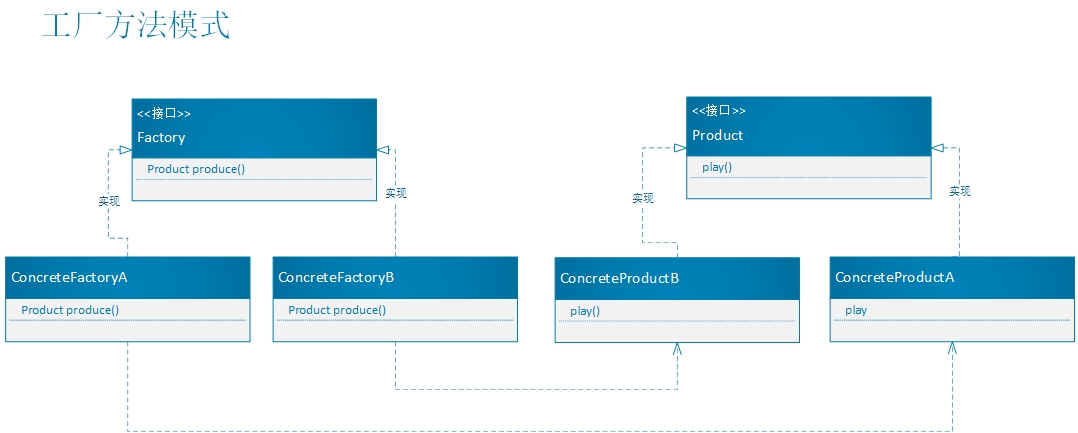 工厂方法模式
<<接口>>
Factory
Product produce()
<<接口>>
Product
play()
实现
实现
实现
实现
ConcreteFactoryA
Product produce()
ConcreteFactoryB
Product produce()
ConcreteProductB
play()
ConcreteProductA
play